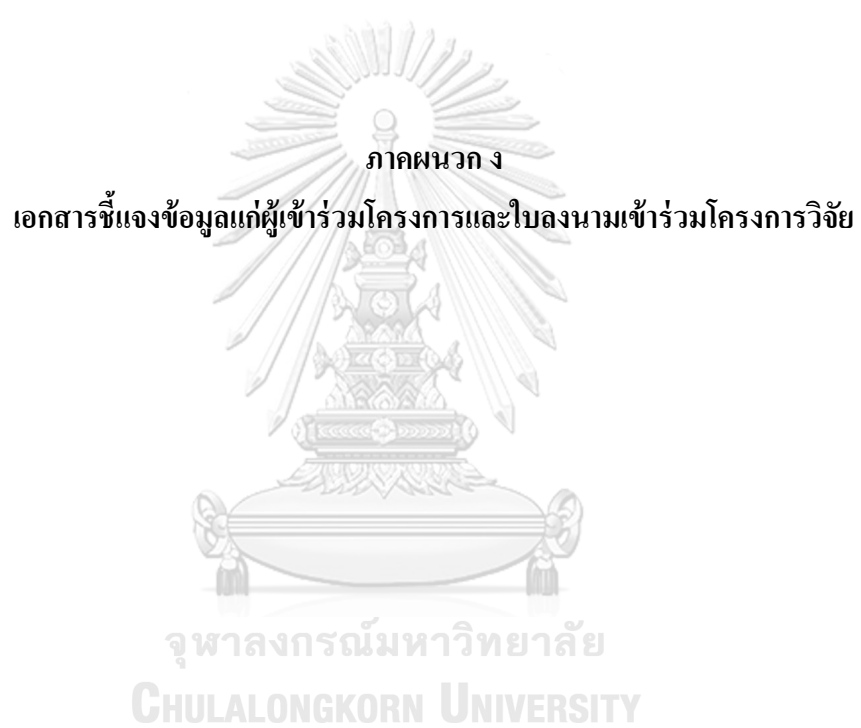 ภาคผนวก ง
เอกสารชี้แจงข้อมูลแก่ผู้เข้าร่วมโครงการและใบลงนามเข้าร่วมโครงการวิจัย
จุฬาลงกรณ์มหาวิทยาลัย
CHULALONGKORN UNIVERSITY